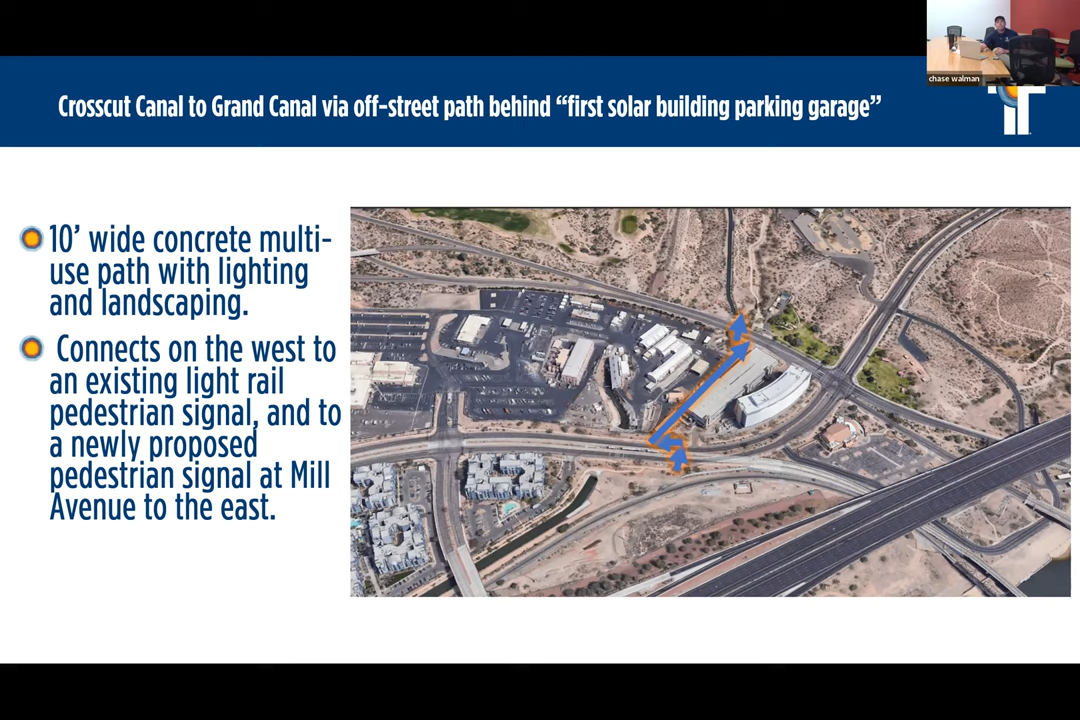 chase walman
Crosscut Canal to Grand Canal via off-street path behind “first solar building parking garage”
10’ wide concrete multi-
use path with lighting
and landscaping.
Connects on the west to
an existing light rail
pedestrian signal, and to
a newly proposed
pedestrian signal at Mill
Avenue to the east.